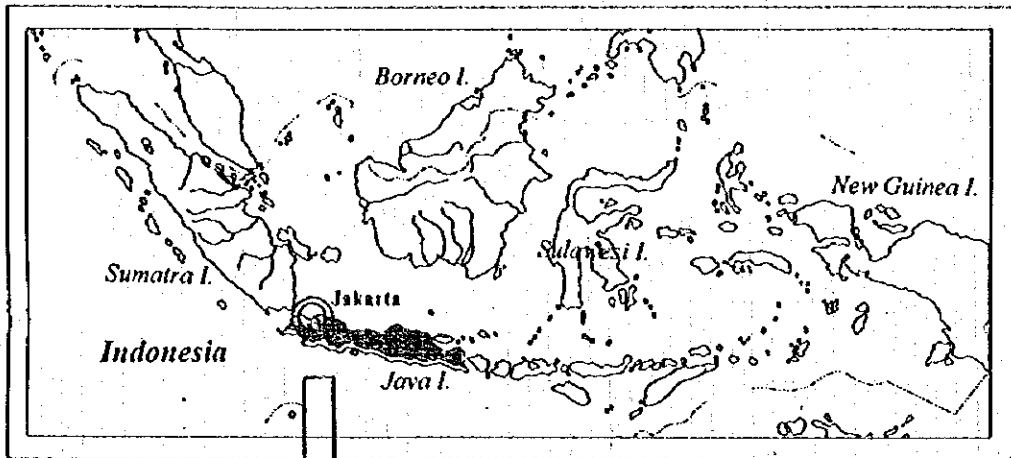 Borneo I.
New Guinea I.
Sulawesi I.
Sumatra I.
Jakarta
Indonesia
Java I.